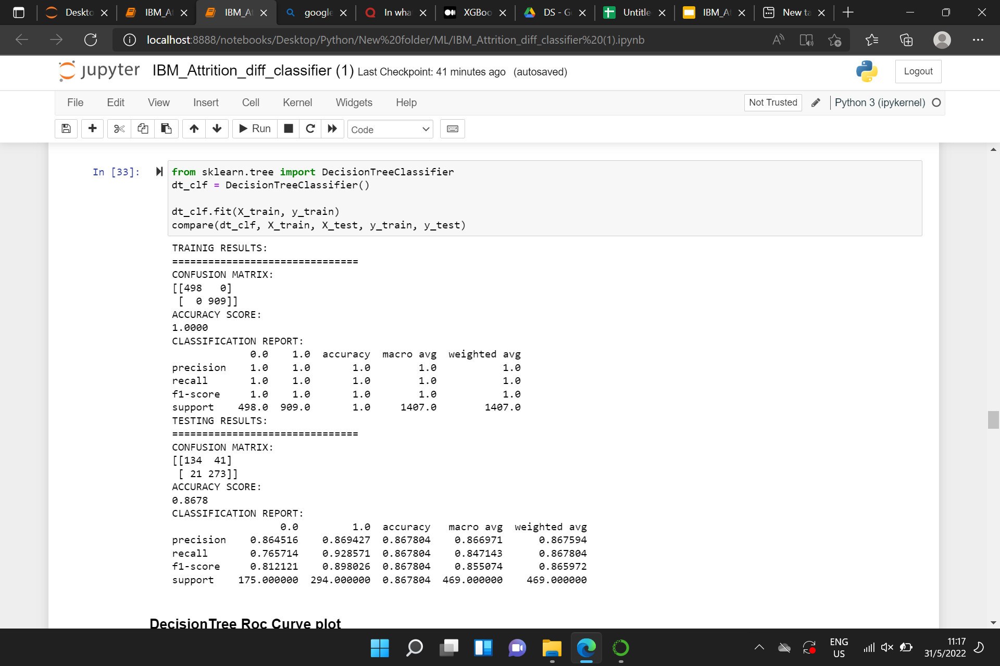 Deskto
IBM_At
IBM_At
google
In wha
XGBoo
DS - Go
Untitle
IBM_At
New ta
localhost:8888/notebooks/Desktop/Python/New%20folder/ML/IBM_Attrition_diff_classifier%20(1).ipynb
jupyter IBM_Attrition_diff_classifier (1) Last Checkpoint: 41 minutes ago (autosaved)
Logout
File Edit View Insert Cell Kernel Widgets Help
Not Trusted
Python 3 (ipykernel)
Run
Code
In [33]:
from sklearn.tree import DecisionTreeClassifier
dt_clf = DecisionTreeClassifier()
dt_clf.fit(X_train, y_train)
compare(dt_clf, X_train, X_test, y_train, y_test)
TRAINIG RESULTS:
===============================
CONFUSION MATRIX:
[[498   0]
 [  0 909]]
ACCURACY SCORE:
1.0000
CLASSIFICATION REPORT:
             0.0    1.0  accuracy  macro avg  weighted avg
precision    1.0    1.0       1.0        1.0           1.0
recall       1.0    1.0       1.0        1.0           1.0
f1-score     1.0    1.0       1.0        1.0           1.0
support    498.0  909.0       1.0     1407.0        1407.0
TESTING RESULTS:
===============================
CONFUSION MATRIX:
[[134  41]
 [ 21 273]]
ACCURACY SCORE:
0.8678
CLASSIFICATION REPORT:
                  0.0         1.0  accuracy   macro avg  weighted avg
precision    0.864516    0.869427  0.867804    0.866971      0.867594
recall       0.765714    0.928571  0.867804    0.847143      0.867804
f1-score     0.812121    0.898026  0.867804    0.855074      0.865972
support    175.000000  294.000000  0.867804  469.000000    469.000000
DecisionTree Roc Curve plot
ENG
US
11:17
31/5/2022